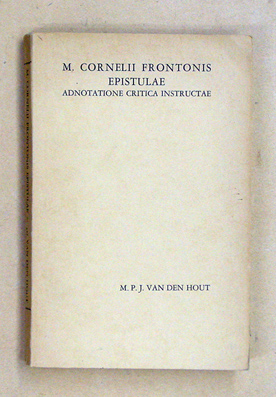 M. CORNELII FRONTONIS
EPISTULAE
ADNOTATIONE CRITICA INSTRUCTAE
M. P. J. VAN DEN HOUT